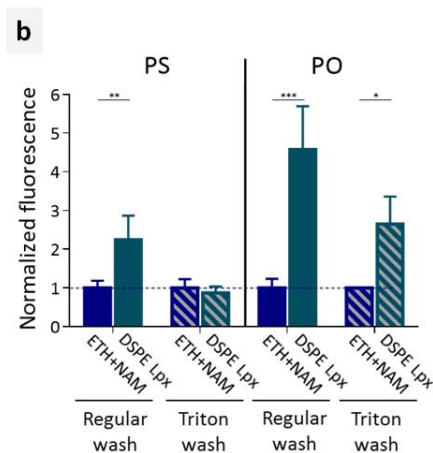 b
PS PO
Normalized fluorescence
6
5
4
3
2
1
0
** *** *
ETH+NAM DSPE Lpx ETH+NAM DSPE Lpx ETH+NAM DSPE Lpx ETH+NAM DSPE Lpx
Regular Triton Regular Triton
wash wash wash wash